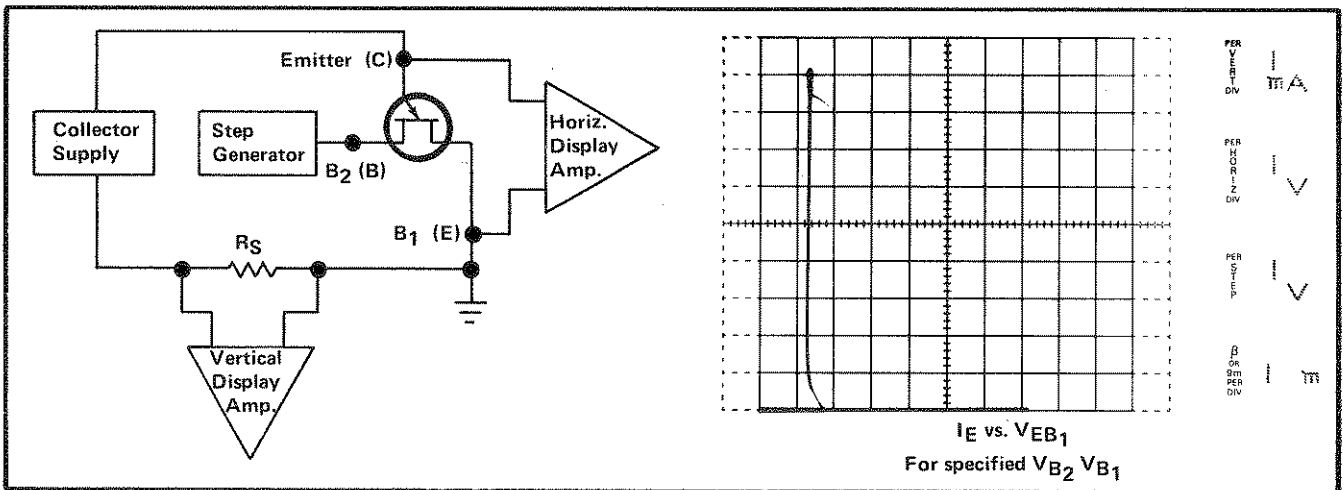 Emitter (C)
Collector
Supply
Step
Generator
B2 (B)
Horiz.
Display
Amp.
B1 (E)
RS
Vertical
Display
Amp.
PER
VERT
DIV
1
mA
PER
HORIZ
DIV
1
V
PER
STEP
1
V
β
OR
gm
PER
DIV
1 m
IE vs. VEB1
For specified VB2 VB1